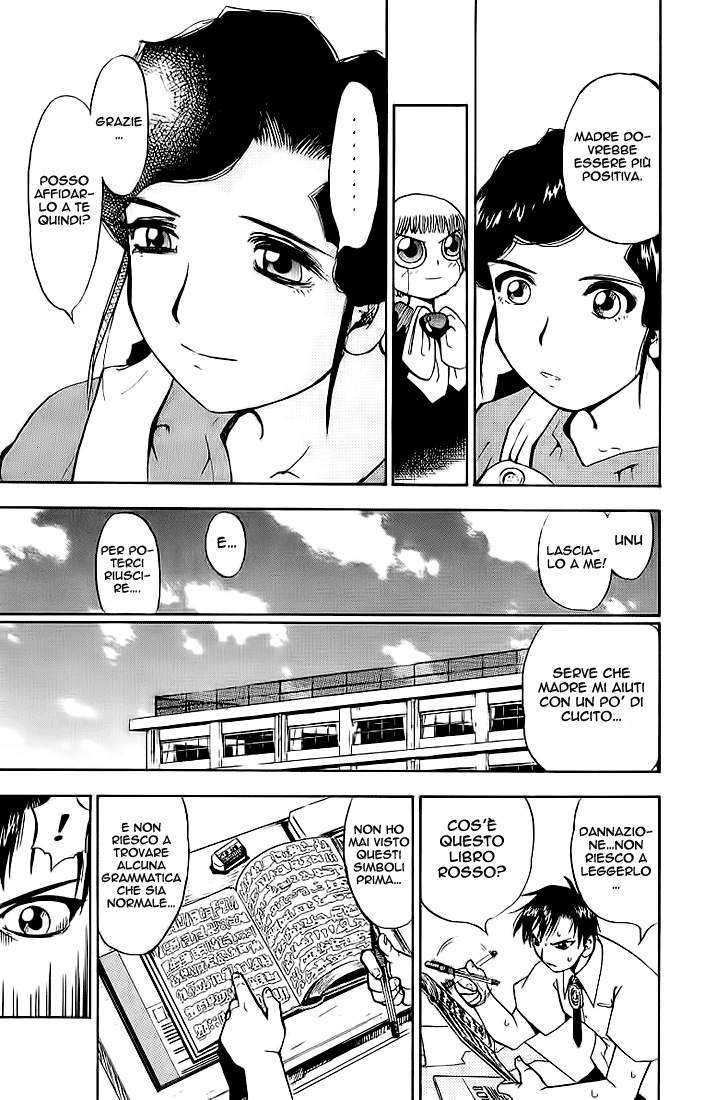 MADRE DO-
VREBBE
ESSERE PIÙ
POSITIVA.
........
GRAZIE
...
POSSO
AFFIDAR-
LO A TE
QUINDI?
UNU
LASCIA-
LO A ME!
E...
PER PO-
TERCI
RIUSCI-
RE....
SERVE CHE
MADRE MI AIUTI
CON UN PO' DI
CUCITO...
DANNAZIO-
NE...NON
RIESCO A
LEGGERLO
...
COS'È
QUESTO
LIBRO
ROSSO?
NON HO
MAI VISTO
QUESTI
SIMBOLI
PRIMA...
E NON
RIESCO A
TROVARE
ALCUNA
GRAMMATICA
CHE SIA
NORMALE...
!